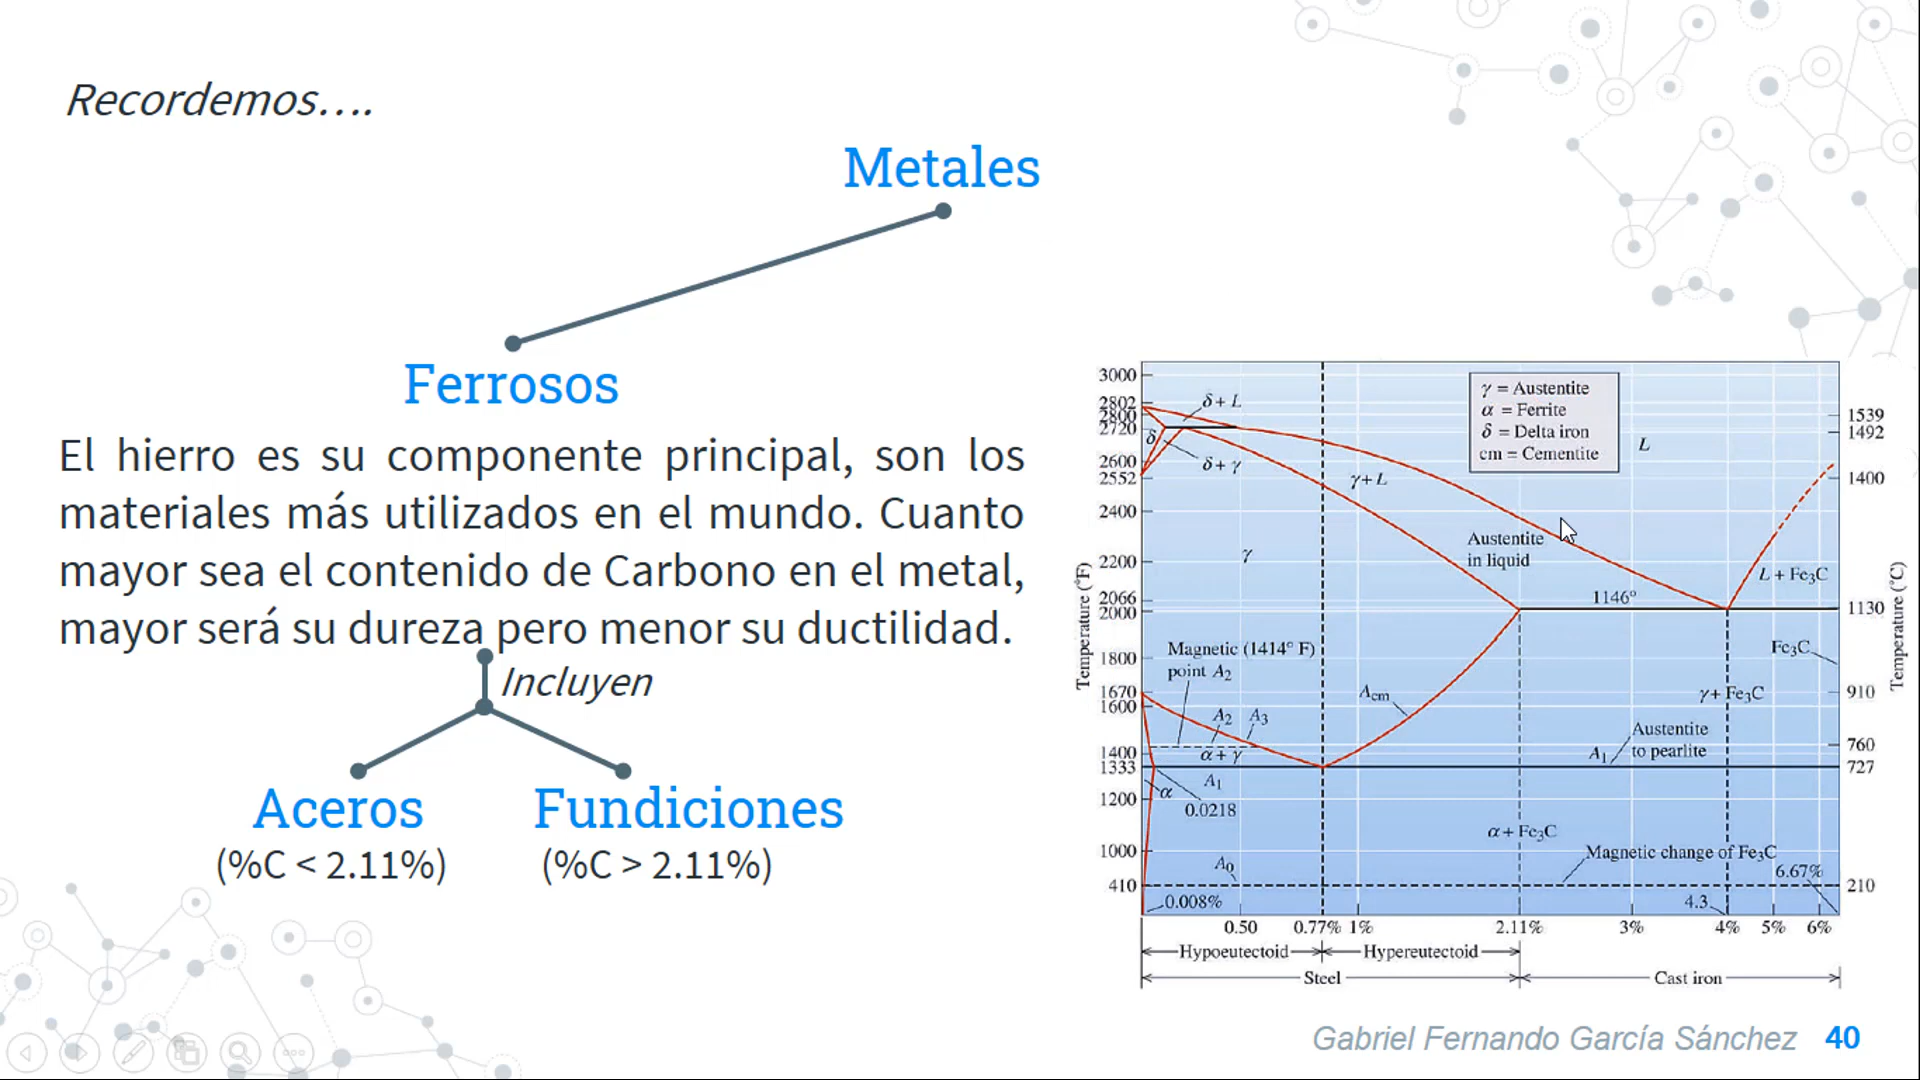 Recordemos....
Metales
Ferrosos
El hierro es su componente principal, son los
materiales más utilizados en el mundo. Cuanto
mayor sea el contenido de Carbono en el metal,
mayor será su dureza pero menor su ductilidad.
Incluyen
Aceros
(%C < 2.11%)
Fundiciones
(%C > 2.11%)
Temperature (°F)
3000
2802
2800
2720
2600
2552
2400
2200
2066
2000
1800
1670
1600
1400
1333
1200
1000
410
δ + L
δ
δ + γ
γ = Austentite
α = Ferrite
δ = Delta iron
cm = Cementite
L
γ + L
γ
Austentite
in liquid
L + Fe₃C
1146°
Magnetic (1414° F)
point A₂
Fe₃C
A₂
A₃
Acm
γ + Fe₃C
Austentite
to pearlite
A₁
α + γ
A₁
α
0.0218
α + Fe₃C
Magnetic change of Fe₃C
A₀
6.67%
0.008%
4.3
1539
1492
1400
1130
910
760
727
210
Temperature (°C)
0.50 0.77% 1% 2.11% 3% 4% 5% 6%
Hypoeutectoid Hypereutectoid
Steel Cast iron
Gabriel Fernando García Sánchez 40